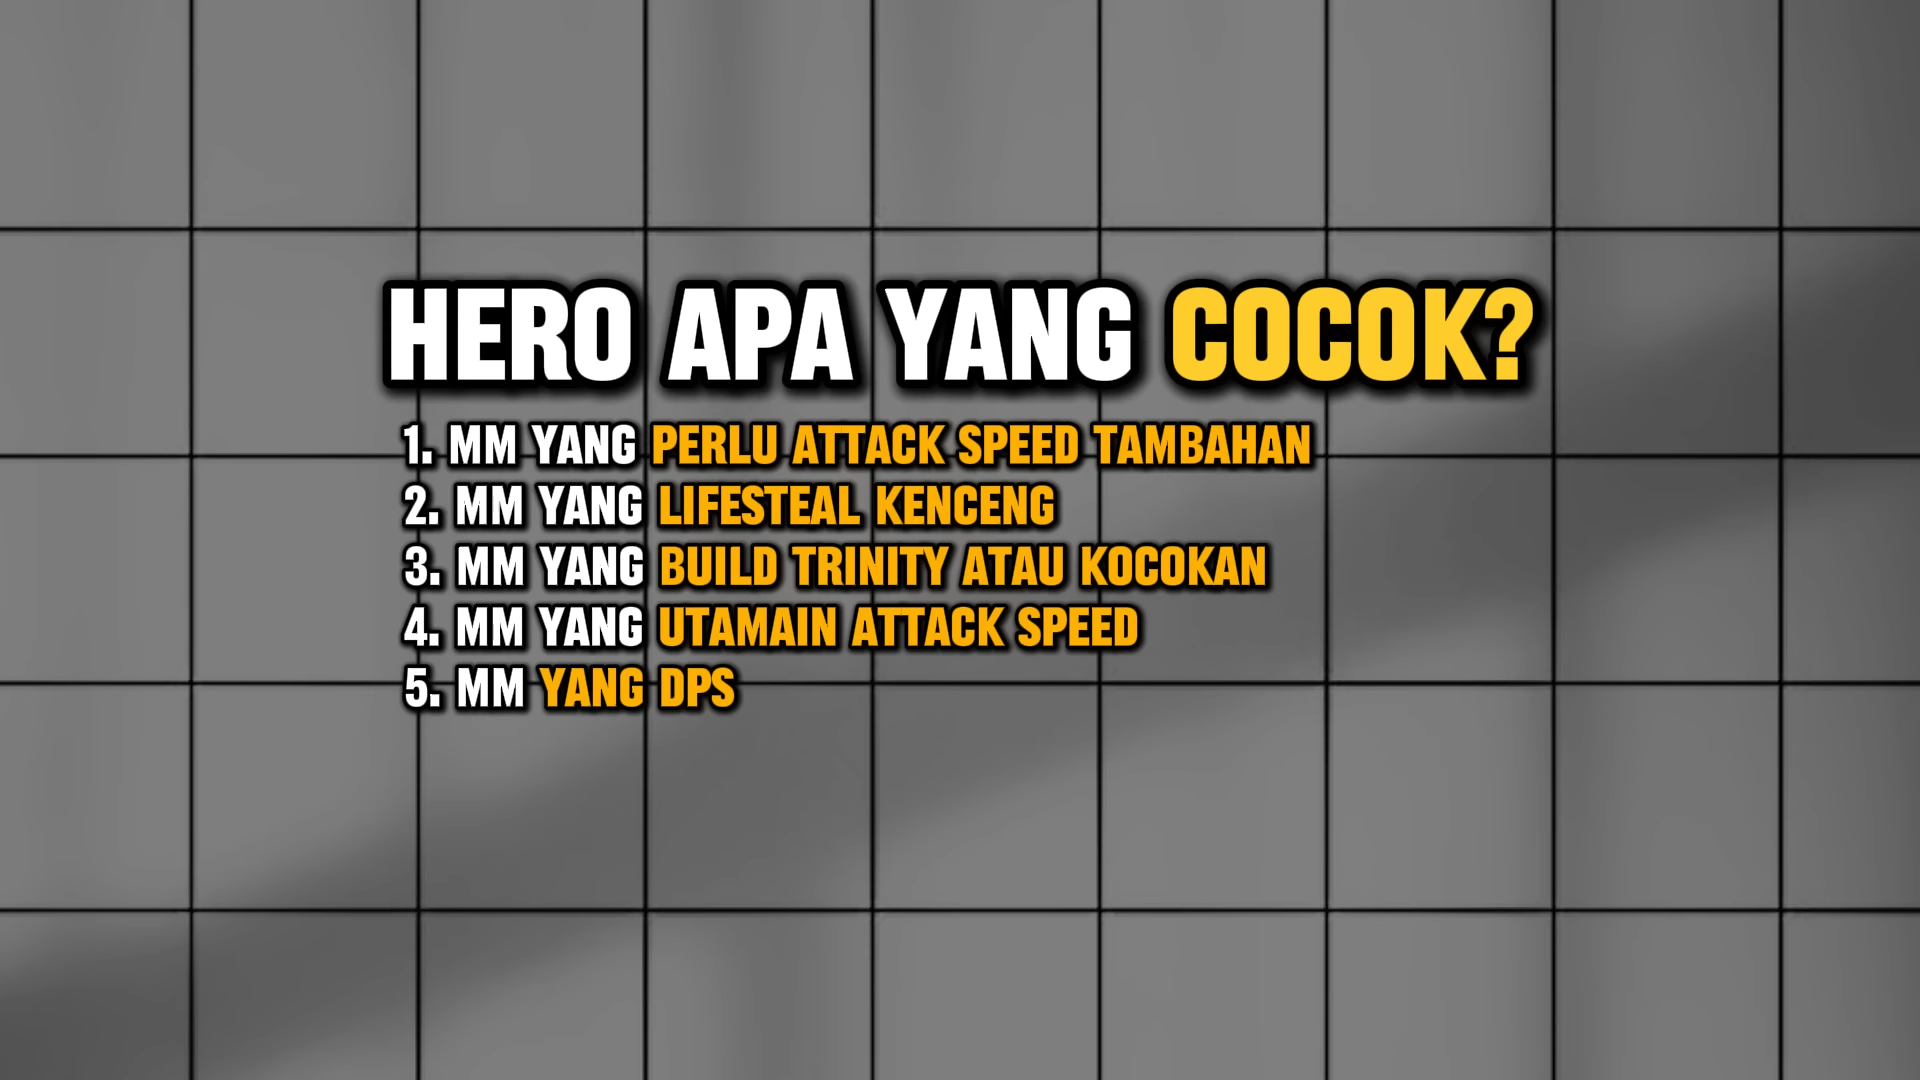 HERO APA YANG COCOK?
1. MM YANG PERLU ATTACK SPEED TAMBAHAN
2. MM YANG LIFESTEAL KENCENG
3. MM YANG BUILD TRINITY ATAU KOCOKAN
4. MM YANG UTAMAIN ATTACK SPEED
5. MM YANG DPS